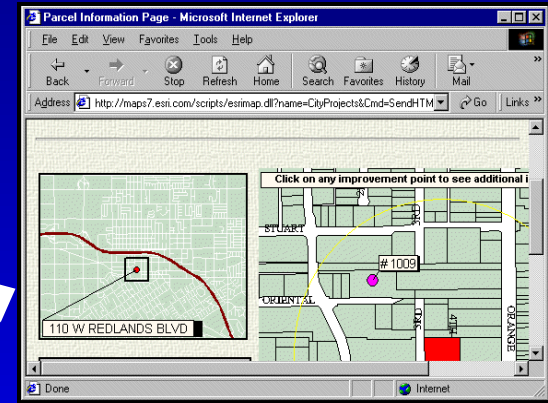 Parcel Information Page - Microsoft Internet Explorer
File Edit View Favorites Tools Help
Back Forward Stop Refresh Home Search Favorites History Mail »
Address http://maps7.esri.com/scripts/esrimap.dll?name=CityProjects&Cmd=SendHTM Go Links »
Click on any improvement point to see additional i
110 W REDLANDS BLVD
STUART
3RD
#1009
ORIENTAL
3RD
4TH
ORANGE
Done Internet